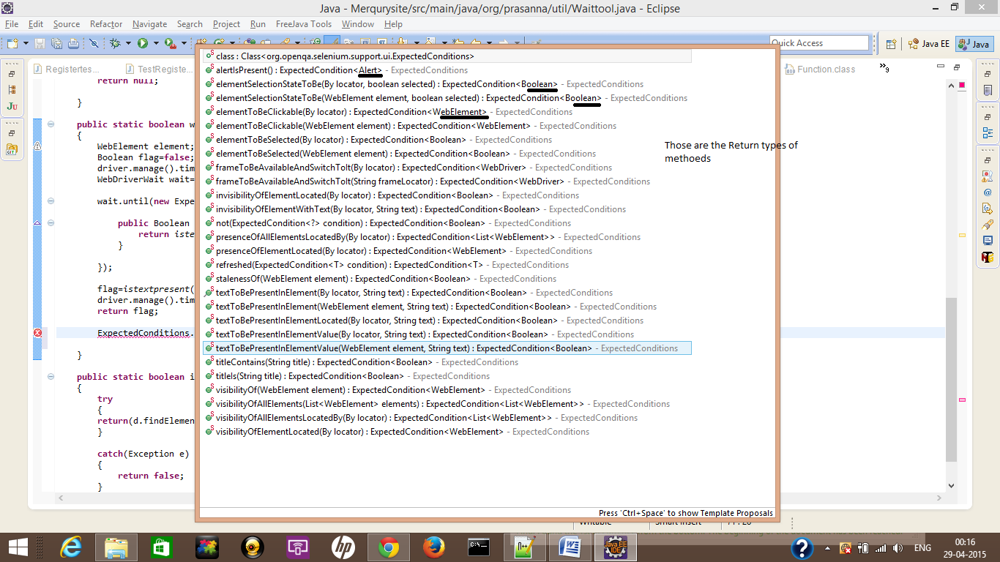 Java - Merqurysite/src/main/java/org/prasanna/util/Waittool.java - Eclipse
File Edit Source Refactor Navigate Search Project Run FreeJava Tools Window Help
Quick Access
Java EE
Java
Registertes...
TestRegiste...
Function.class
»9
return null;
}
public static boolean w
{
WebElement element;
Boolean flag=false;
driver.manage().tim
WebDriverWait wait=
wait.until(new Expe
public Boolean
return istex
}
});
flag=istextpresent(
driver.manage().tim
return flag;
ExpectedConditions.
}
public static boolean i
{
try
{
return(d.findElemen
}
catch(Exception e)
{
return false;
}
class : Class<org.openqa.selenium.support.ui.ExpectedConditions>
alertIsPresent() : ExpectedCondition<Alert> - ExpectedConditions
elementSelectionStateToBe(By locator, boolean selected) : ExpectedCondition<Boolean> - ExpectedConditions
elementSelectionStateToBe(WebElement element, boolean selected) : ExpectedCondition<Boolean> - ExpectedConditions
elementToBeClickable(By locator) : ExpectedCondition<WebElement> - ExpectedConditions
elementToBeClickable(WebElement element) : ExpectedCondition<WebElement> - ExpectedConditions
elementToBeSelected(By locator) : ExpectedCondition<Boolean> - ExpectedConditions
elementToBeSelected(WebElement element) : ExpectedCondition<Boolean> - ExpectedConditions
frameToBeAvailableAndSwitchToIt(By locator) : ExpectedCondition<WebDriver> - ExpectedConditions
frameToBeAvailableAndSwitchToIt(String frameLocator) : ExpectedCondition<WebDriver> - ExpectedConditions
invisibilityOfElementLocated(By locator) : ExpectedCondition<Boolean> - ExpectedConditions
invisibilityOfElementWithText(By locator, String text) : ExpectedCondition<Boolean> - ExpectedConditions
not(ExpectedCondition<?> condition) : ExpectedCondition<Boolean> - ExpectedConditions
presenceOfAllElementsLocatedBy(By locator) : ExpectedCondition<List<WebElement>> - ExpectedConditions
presenceOfElementLocated(By locator) : ExpectedCondition<WebElement> - ExpectedConditions
refreshed(ExpectedCondition<T> condition) : ExpectedCondition<T> - ExpectedConditions
stalenessOf(WebElement element) : ExpectedCondition<Boolean> - ExpectedConditions
textToBePresentInElement(By locator, String text) : ExpectedCondition<Boolean> - ExpectedConditions
textToBePresentInElement(WebElement element, String text) : ExpectedCondition<Boolean> - ExpectedConditions
textToBePresentInElementLocated(By locator, String text) : ExpectedCondition<Boolean> - ExpectedConditions
textToBePresentInElementValue(By locator, String text) : ExpectedCondition<Boolean> - ExpectedConditions
textToBePresentInElementValue(WebElement element, String text) : ExpectedCondition<Boolean> - ExpectedConditions
titleContains(String title) : ExpectedCondition<Boolean> - ExpectedConditions
titleIs(String title) : ExpectedCondition<Boolean> - ExpectedConditions
visibilityOf(WebElement element) : ExpectedCondition<WebElement> - ExpectedConditions
visibilityOfAllElements(List<WebElement> elements) : ExpectedCondition<List<WebElement>> - ExpectedConditions
visibilityOfAllElementsLocatedBy(By locator) : ExpectedCondition<List<WebElement>> - ExpectedConditions
visibilityOfElementLocated(By locator) : ExpectedCondition<WebElement> - ExpectedConditions
Those are the Return types of
methoeds
Press 'Ctrl+Space' to show Template Proposals
Writable
Smart Insert
ENG
00:16
29-04-2015